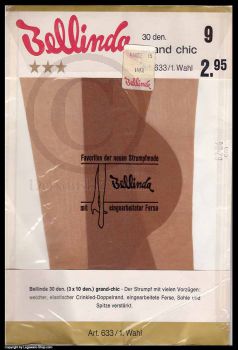 Bellinda
30 den.
9
grand chic
633/1. Wahl
2.95
Favoriten der neuen Strumpfmode
Bellinda
mit eingearbeiteter Ferse
Bellinda 30 den. (3 x 10 den.) grand-chic - Der Strumpf mit vielen Vorzügen:
weicher, elastischer Crinkled-Doppelrand, eingearbeitete Ferse, Sohle und
Spitze verstärkt.
Art. 633 / 1. Wahl